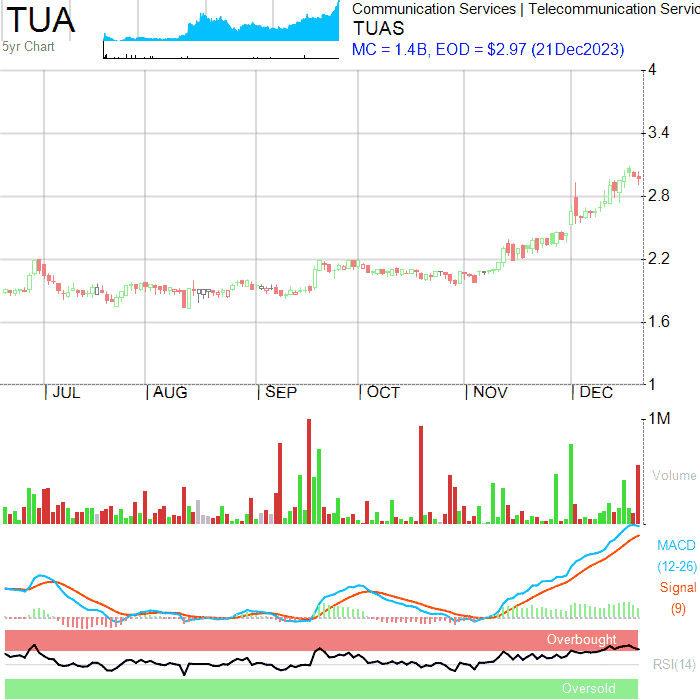 TUA
5yr Chart
Communication Services | Telecommunication Servic
TUAS
MC = 1.4B, EOD = $2.97 (21Dec2023)
4
3.4
2.8
2.2
1.6
1
JUL AUG SEP OCT NOV DEC
1M
Volume
MACD
(12-26)
Signal
(9)
Overbought
RSI(14)
Oversold